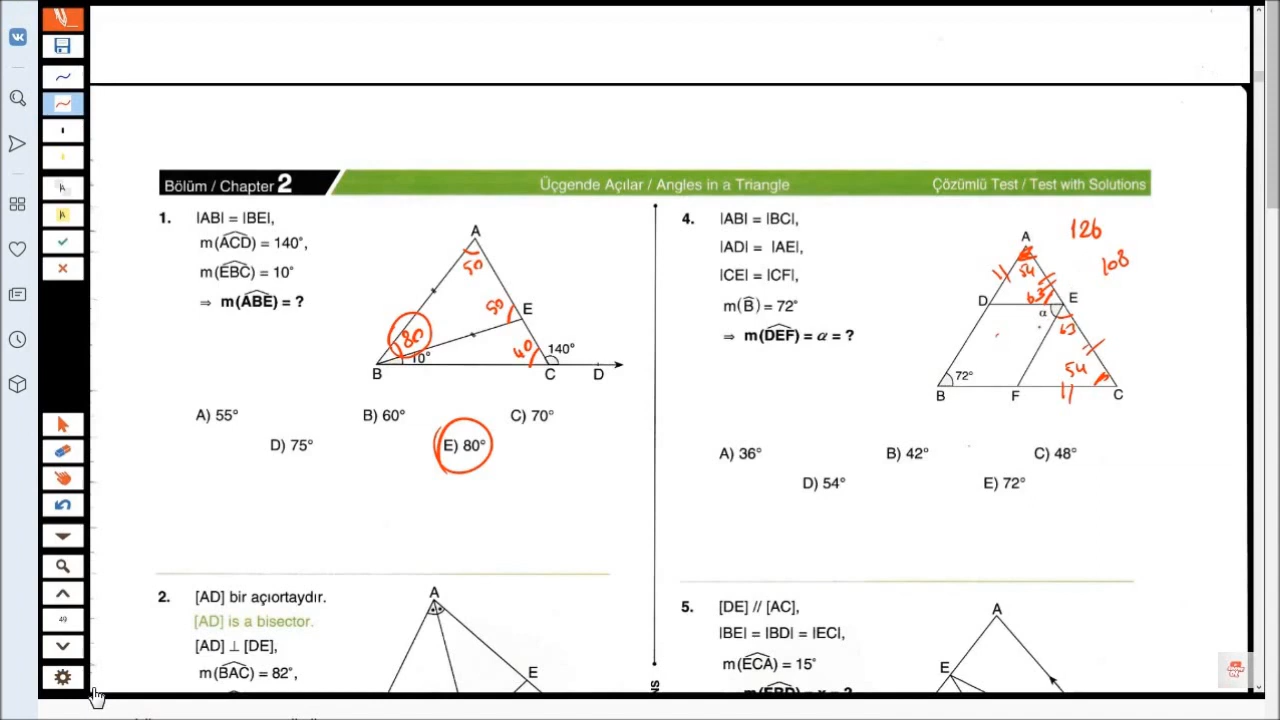 Bölüm / Chapter 2
Üçgende Açılar / Angles in a Triangle
Çözümlü Test / Test with Solutions
1. |AB| = |BE|,
m(ACD) = 140°,
m(EBC) = 10°
⇒ m(ABE) = ?
A
50
50
E
80
10°
40
140°
B
C
D
A) 55°
B) 60°
C) 70°
D) 75°
E) 80°
2. [AD] bir açıortaydır.
[AD] is a bisector.
[AD] ⊥ [DE],
m(BAC) = 82°,
A
E
4. |AB| = |BC|,
|AD| = |AE|,
|CE| = |CF|,
m(B) = 72°
⇒ m(DEF) = α = ?
A
126
108
54
63
D
E
α
63
54
72°
B
F
C
A) 36°
B) 42°
C) 48°
D) 54°
E) 72°
5. [DE] // [AC],
|BE| = |BD| = |EC|,
m(ECA) = 15°
A
E
49